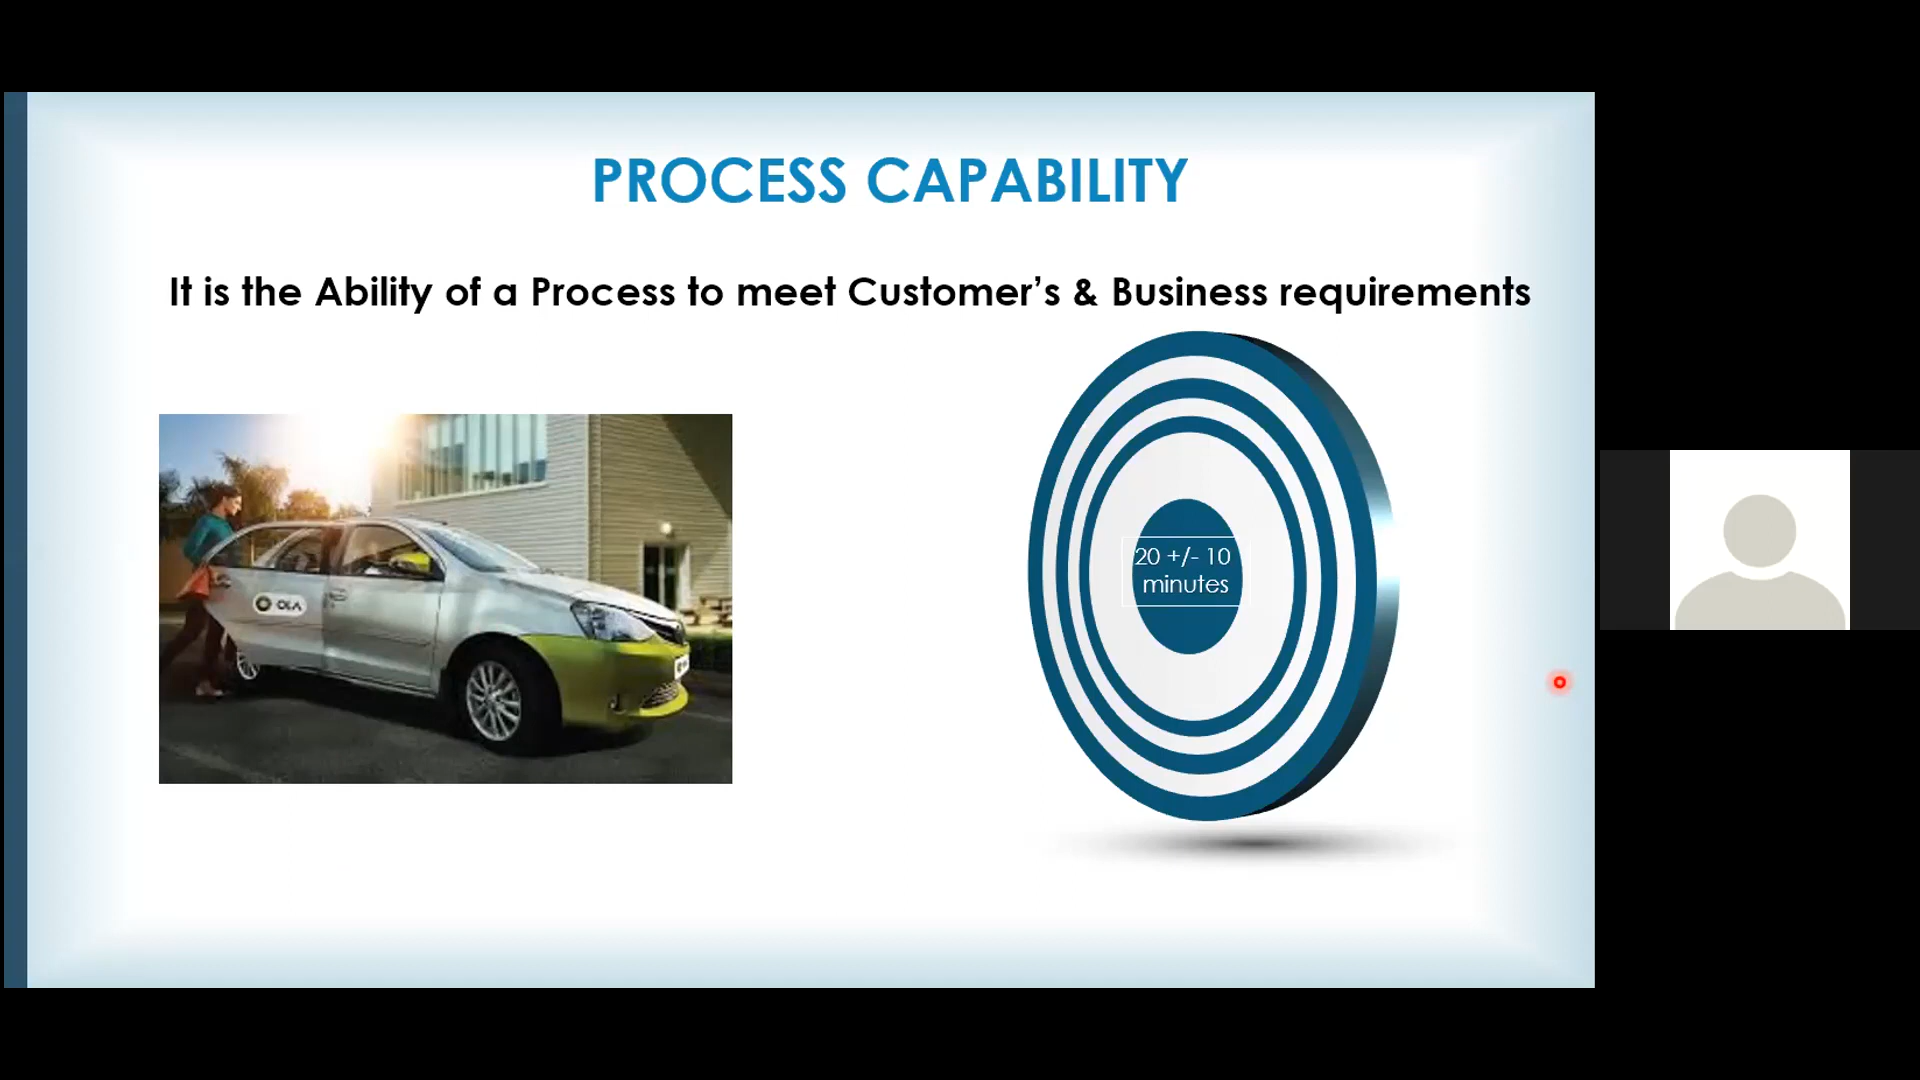 PROCESS CAPABILITY
It is the Ability of a Process to meet Customer’s & Business requirements
OLA
20 +/- 10
minutes